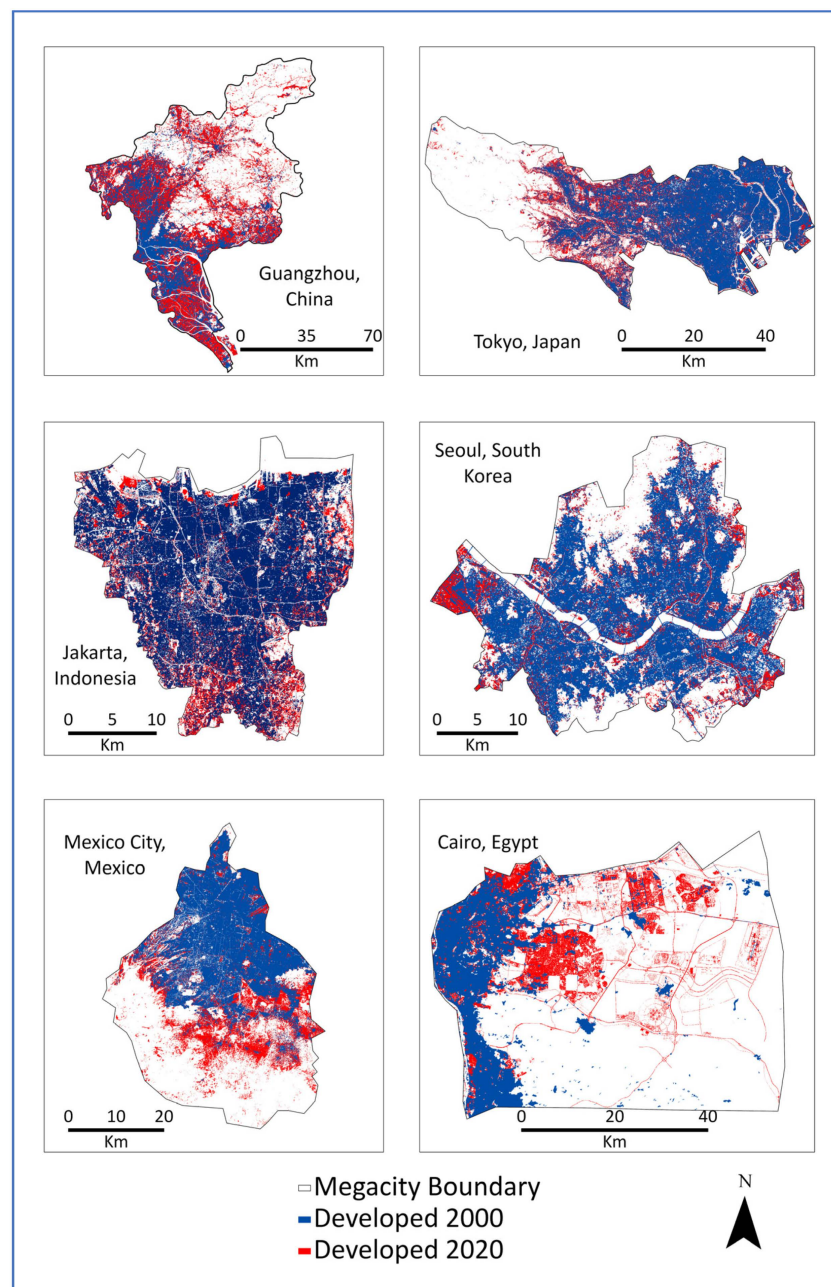 Guangzhou,
China
0 35 70
Km
Tokyo, Japan
0 20 40
Km
Jakarta,
Indonesia
0 5 10
Km
Seoul, South
Korea
0 5 10
Km
Mexico City,
Mexico
0 10 20
Km
Cairo, Egypt
0 20 40
Km
Megacity Boundary
Developed 2000
Developed 2020
N